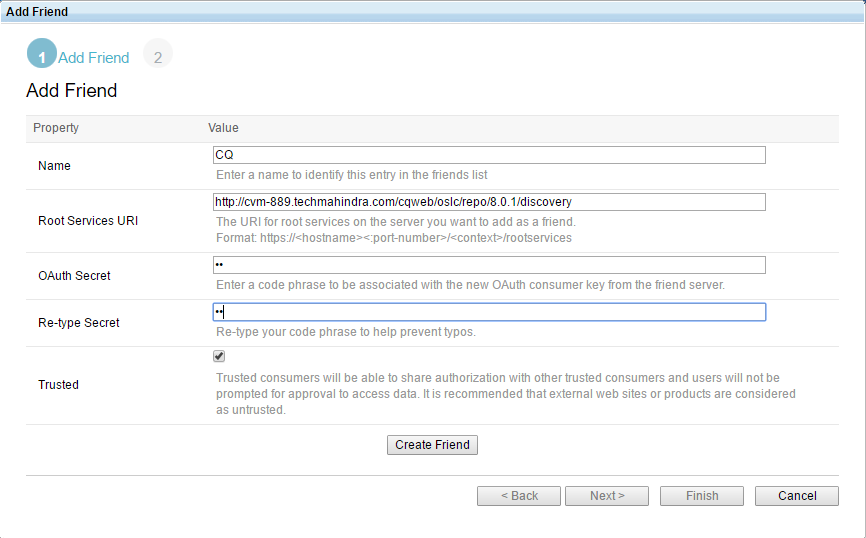 Add Friend
1 Add Friend 2
Add Friend
Property Value
Name CQ
Enter a name to identify this entry in the friends list
Root Services URI http://cvm-889.techmahindra.com/cqweb/oslc/repo/8.0.1/discovery
The URI for root services on the server you want to add as a friend.
Format: https://<hostname><:port-number>/<context>/rootservices
OAuth Secret ••
Enter a code phrase to be associated with the new OAuth consumer key from the friend server.
Re-type Secret ••
Re-type your code phrase to help prevent typos.
Trusted
Trusted consumers will be able to share authorization with other trusted consumers and users will not be
prompted for approval to access data. It is recommended that external web sites or products are considered
as untrusted.
Create Friend
< Back Next > Finish Cancel